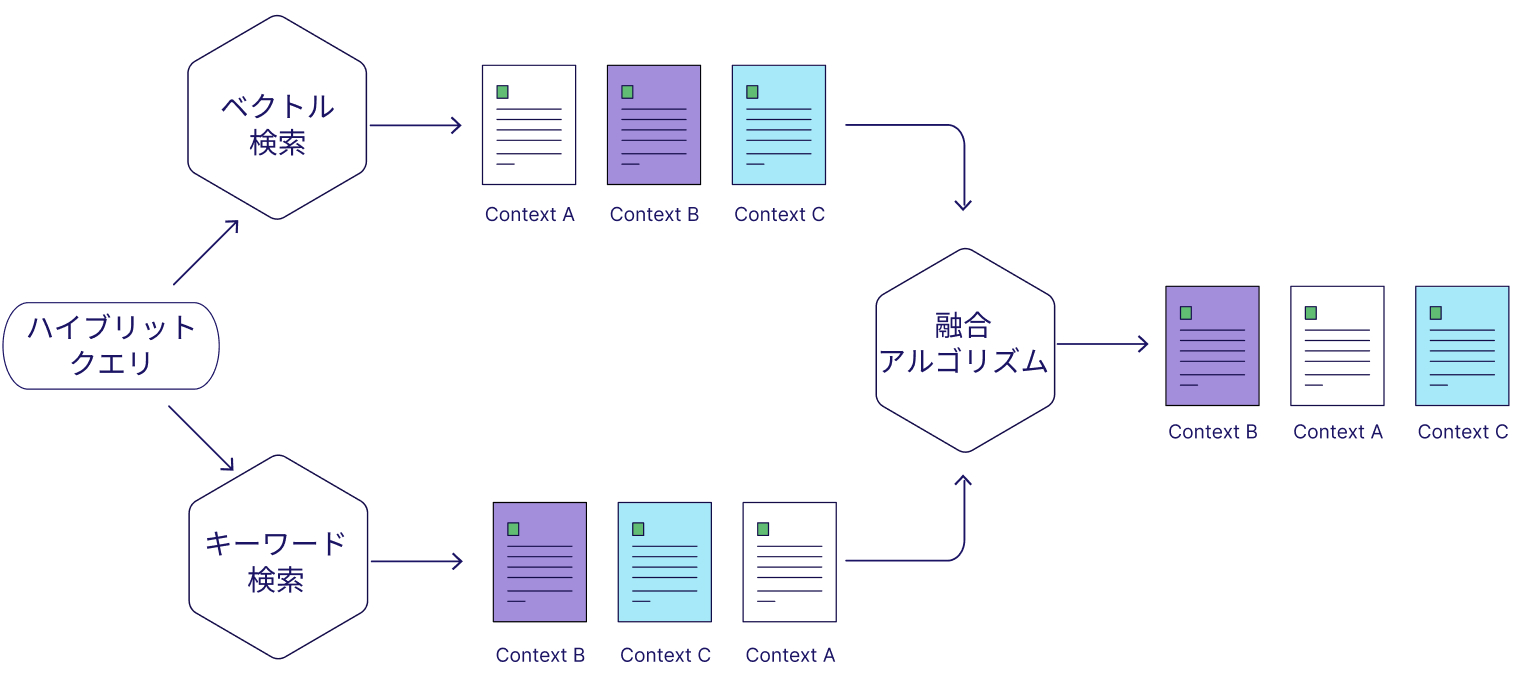 ベクトル
検索
Context A
Context B
Context C
ハイブリット
クエリ
融合
アルゴリズム
Context B
Context A
Context C
キーワード
検索
Context B
Context C
Context A